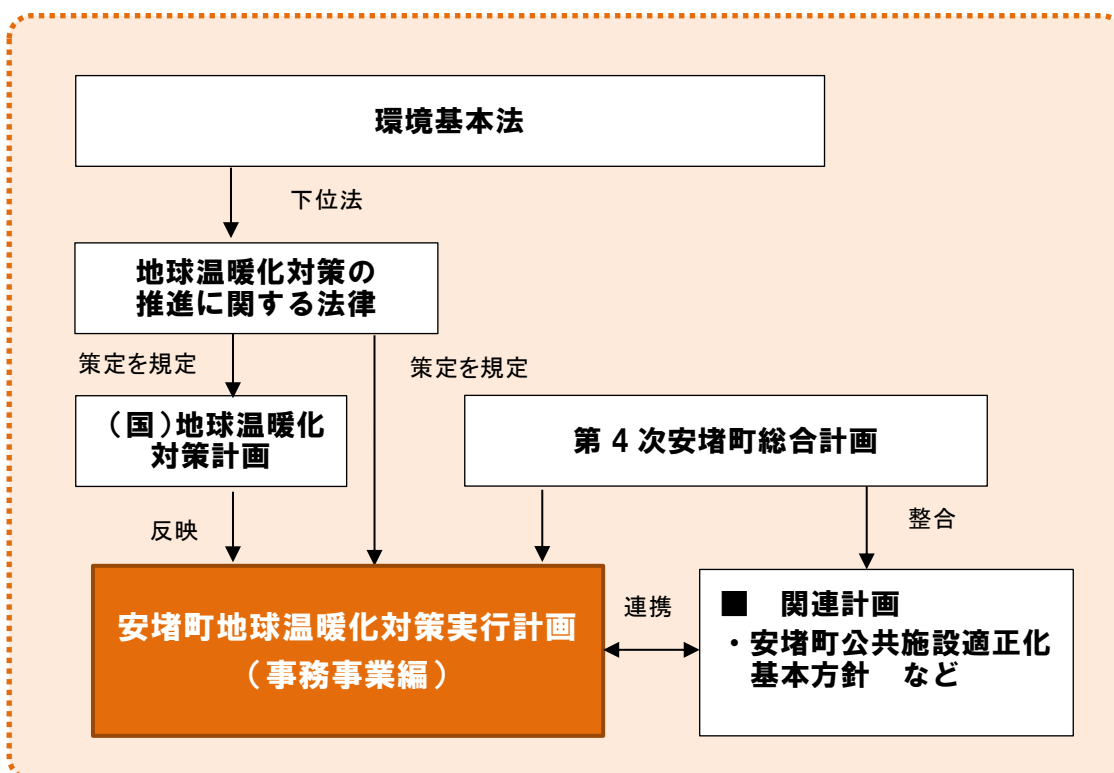 環境基本法
下位法
地球温暖化対策の
推進に関する法律
策定を規定
策定を規定
（国）地球温暖化
対策計画
第４次安堵町総合計画
反映
整合
安堵町地球温暖化対策実行計画
（事務事業編）
連携
■　関連計画
・安堵町公共施設適正化
基本方針　など